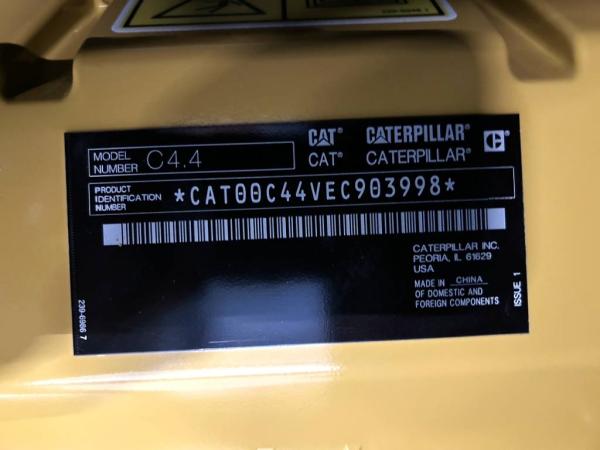 MODEL NUMBER C4.4
CAT® CATERPILLAR® C
CAT® CATERPILLAR®
PRODUCT IDENTIFICATION NUMBER *CAT00C44VEC903998*
CATERPILLAR INC.
PEORIA, IL 61629
USA
MADE IN CHINA
OF DOMESTIC AND
FOREIGN COMPONENTS
ISSUE 1
239-6986 7